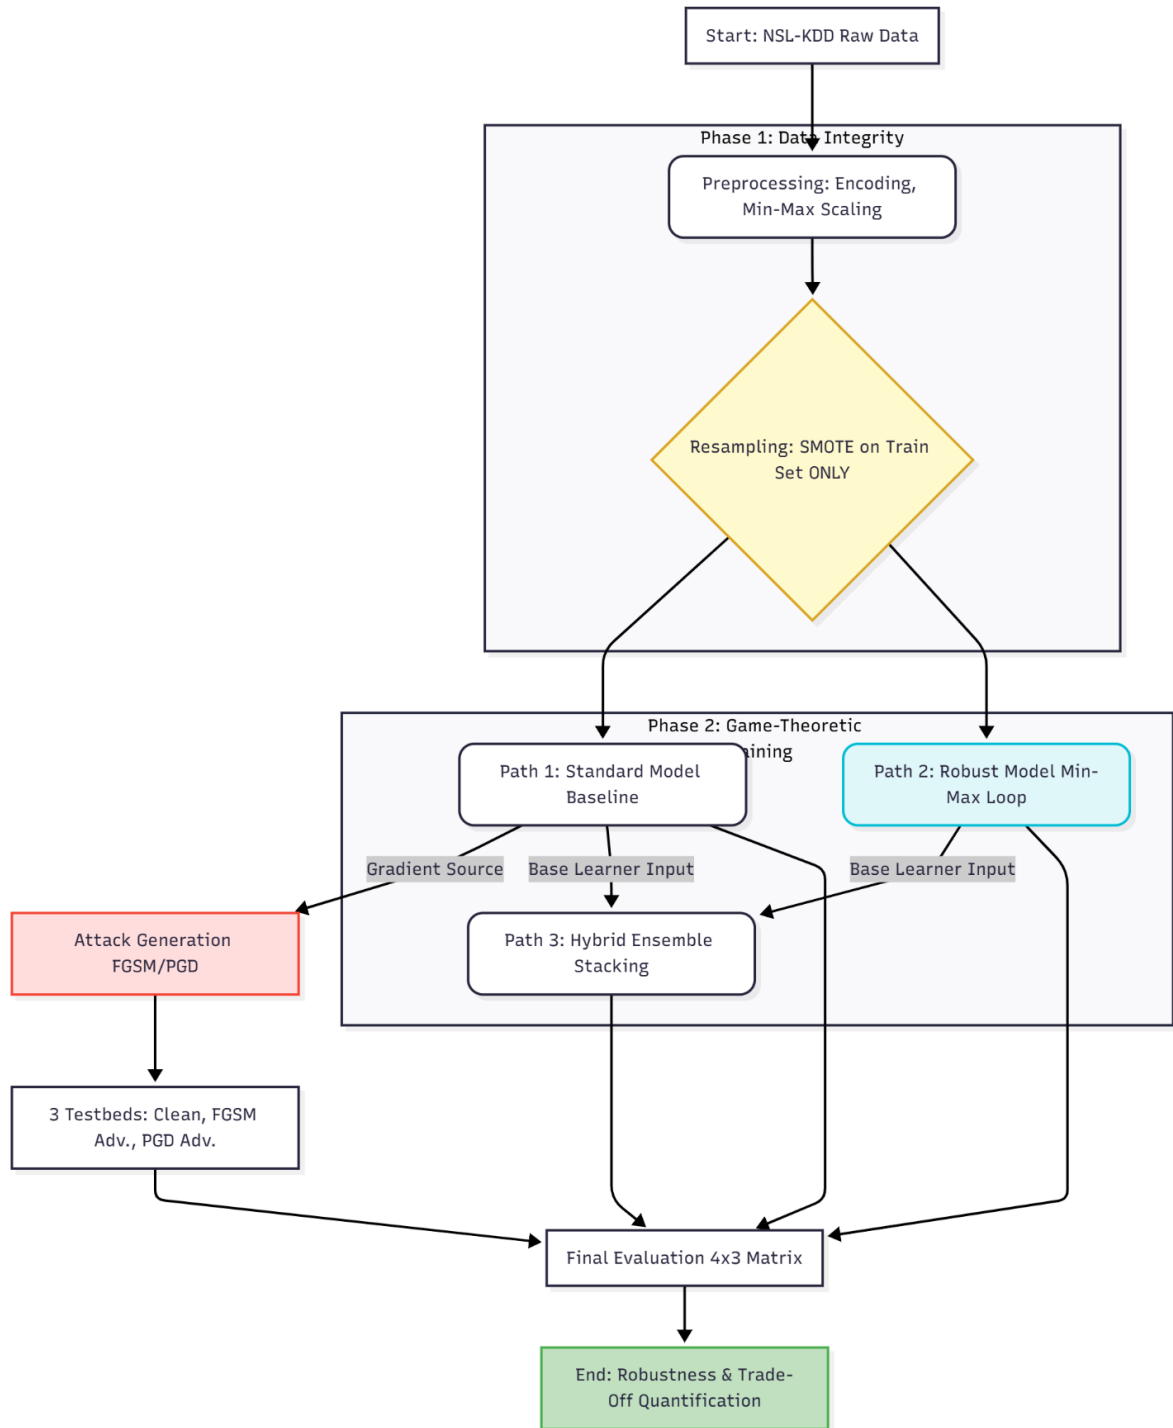 Start: NSL-KDD Raw Data
Phase 1: Data Integrity
Preprocessing: Encoding,
Min-Max Scaling
Resampling: SMOTE on Train
Set ONLY
Phase 2: Game-Theoretic
Path 1: Standard Model
Baseline
Path 2: Robust Model Min-
Max Loop
Gradient Source
Base Learner Input
Base Learner Input
Attack Generation
FGSM/PGD
Path 3: Hybrid Ensemble
Stacking
3 Testbeds: Clean, FGSM
Adv., PGD Adv.
Final Evaluation 4x3 Matrix
End: Robustness & Trade-
Off Quantification